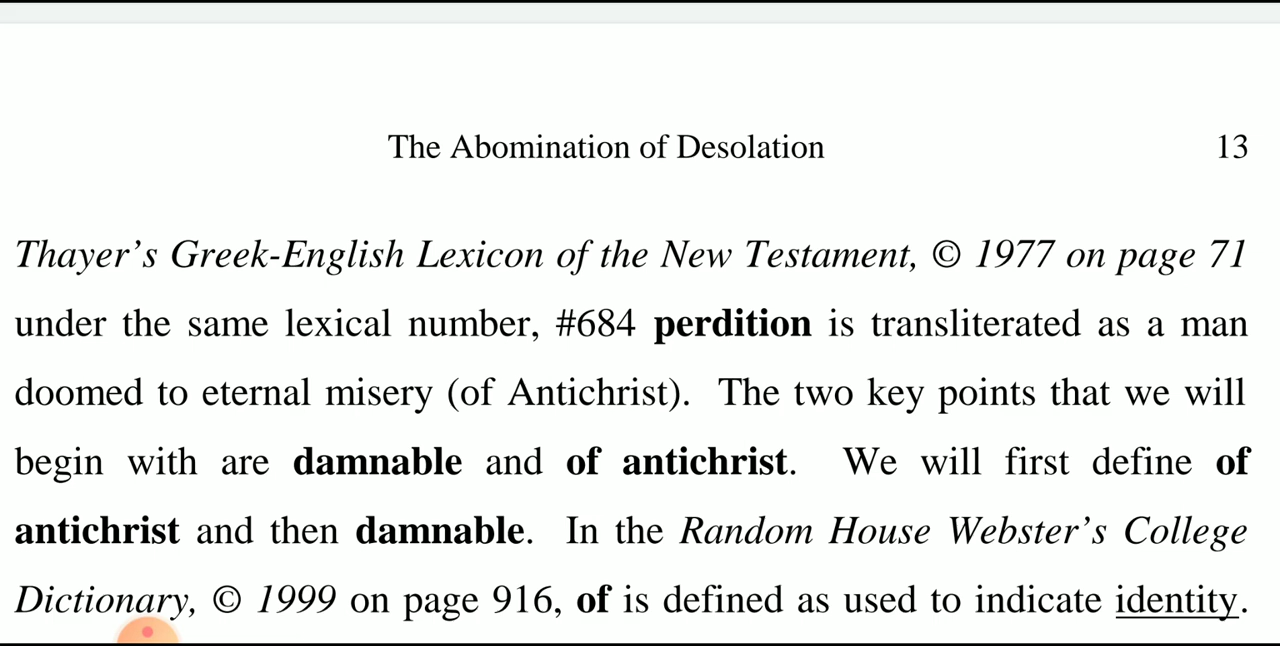 The Abomination of Desolation 13
Thayer’s Greek-English Lexicon of the New Testament, © 1977 on page 71
under the same lexical number, #684 perdition is transliterated as a man
doomed to eternal misery (of Antichrist). The two key points that we will
begin with are damnable and of antichrist. We will first define of
antichrist and then damnable. In the Random House Webster’s College
Dictionary, © 1999 on page 916, of is defined as used to indicate identity.